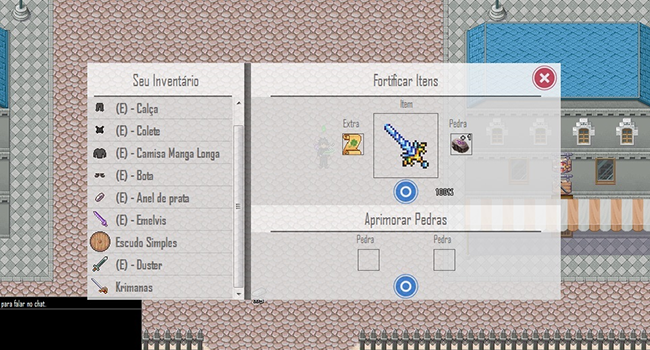 Seu Inventário
(E) - Calça
(E) - Colete
(E) - Camisa Manga Longa
(E) - Bota
(E) - Anel de prata
(E) - Emelvis
Escudo Simples
(E) - Duster
Krimanas
Fortificar Itens
Item
Extra
Pedra
100%
Aprimorar Pedras
Pedra
Pedra
para falar no chat.